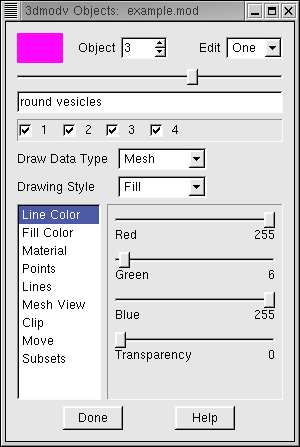 3dmodv Objects: example.mod
Object 3 Edit One
round vesicles
1 2 3 4
Draw Data Type Mesh
Drawing Style Fill
Line Color
Fill Color
Material
Points
Lines
Mesh View
Clip
Move
Subsets
Red 255
Green 6
Blue 255
Transparency 0
Done Help